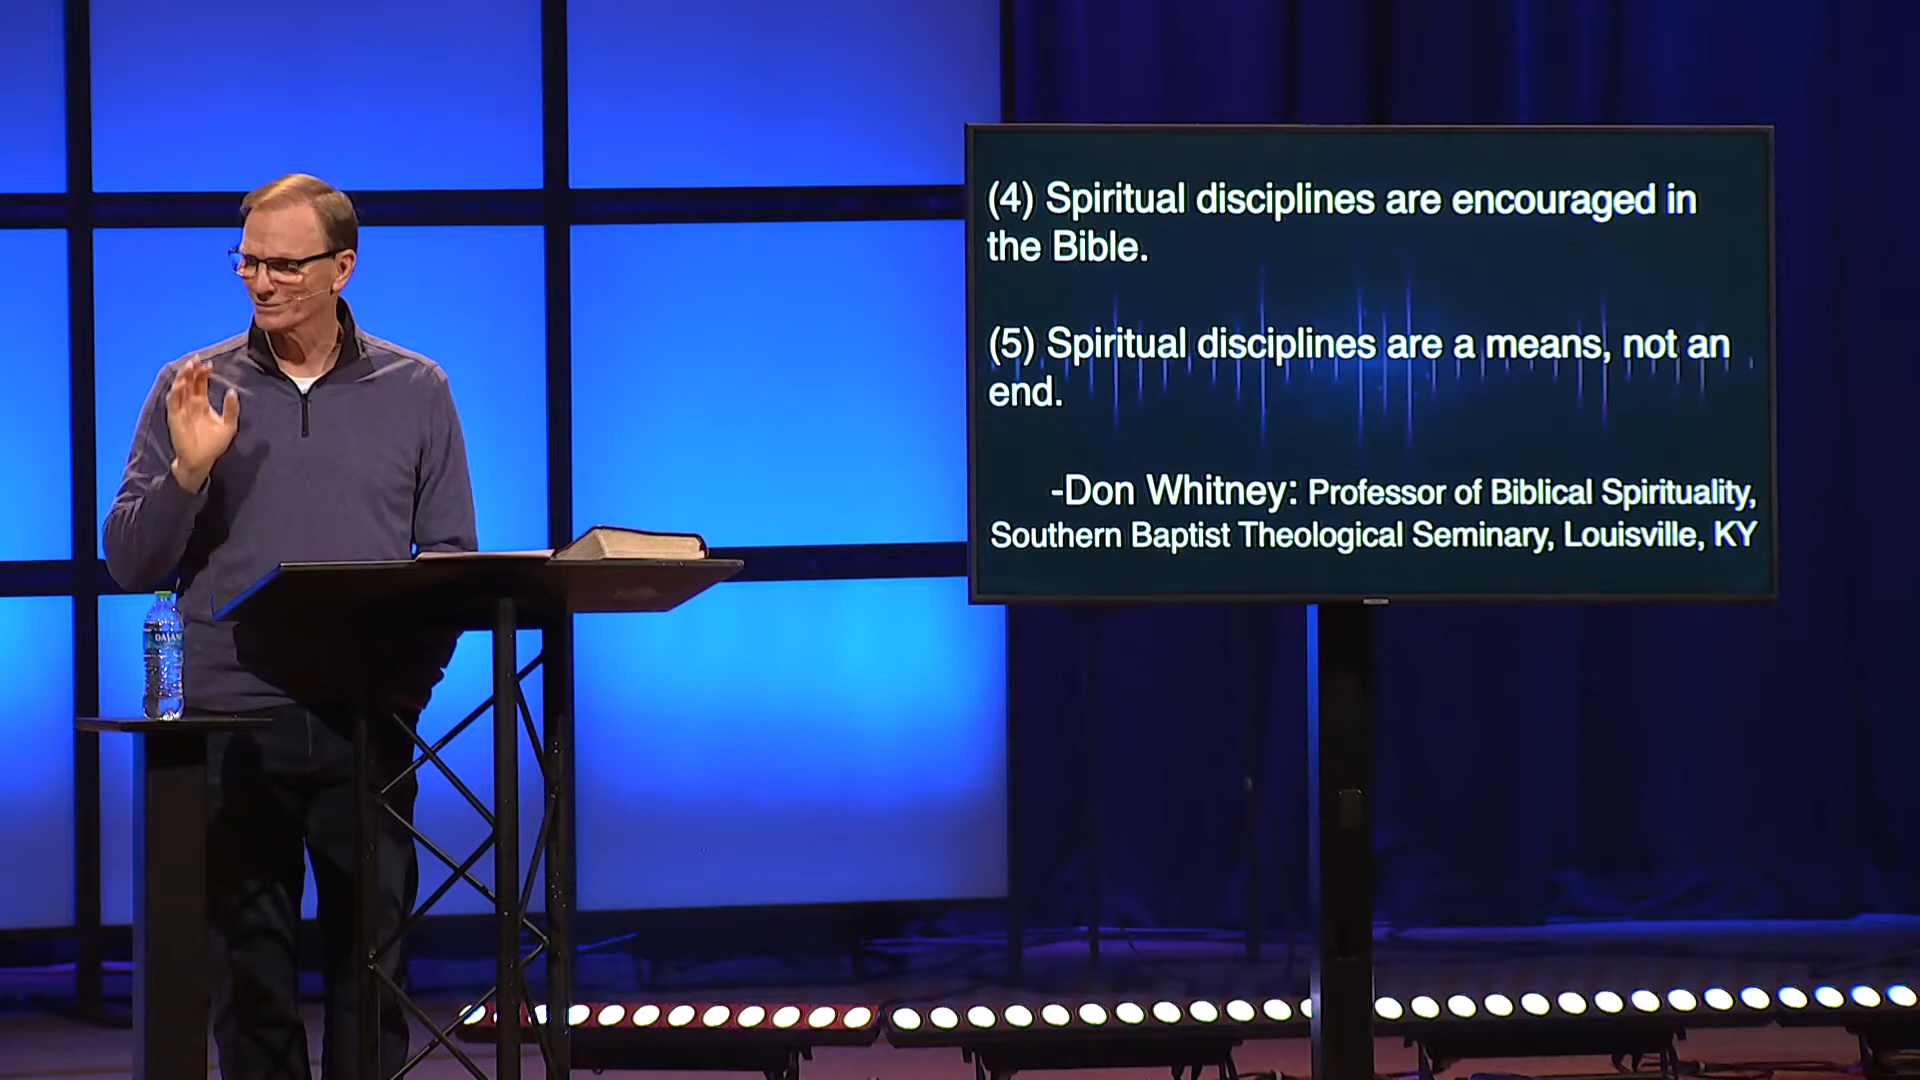 (4) Spiritual disciplines are encouraged in
the Bible.
(5) Spiritual disciplines are a means, not an
end.
-Don Whitney: Professor of Biblical Spirituality,
Southern Baptist Theological Seminary, Louisville, KY
DASANI